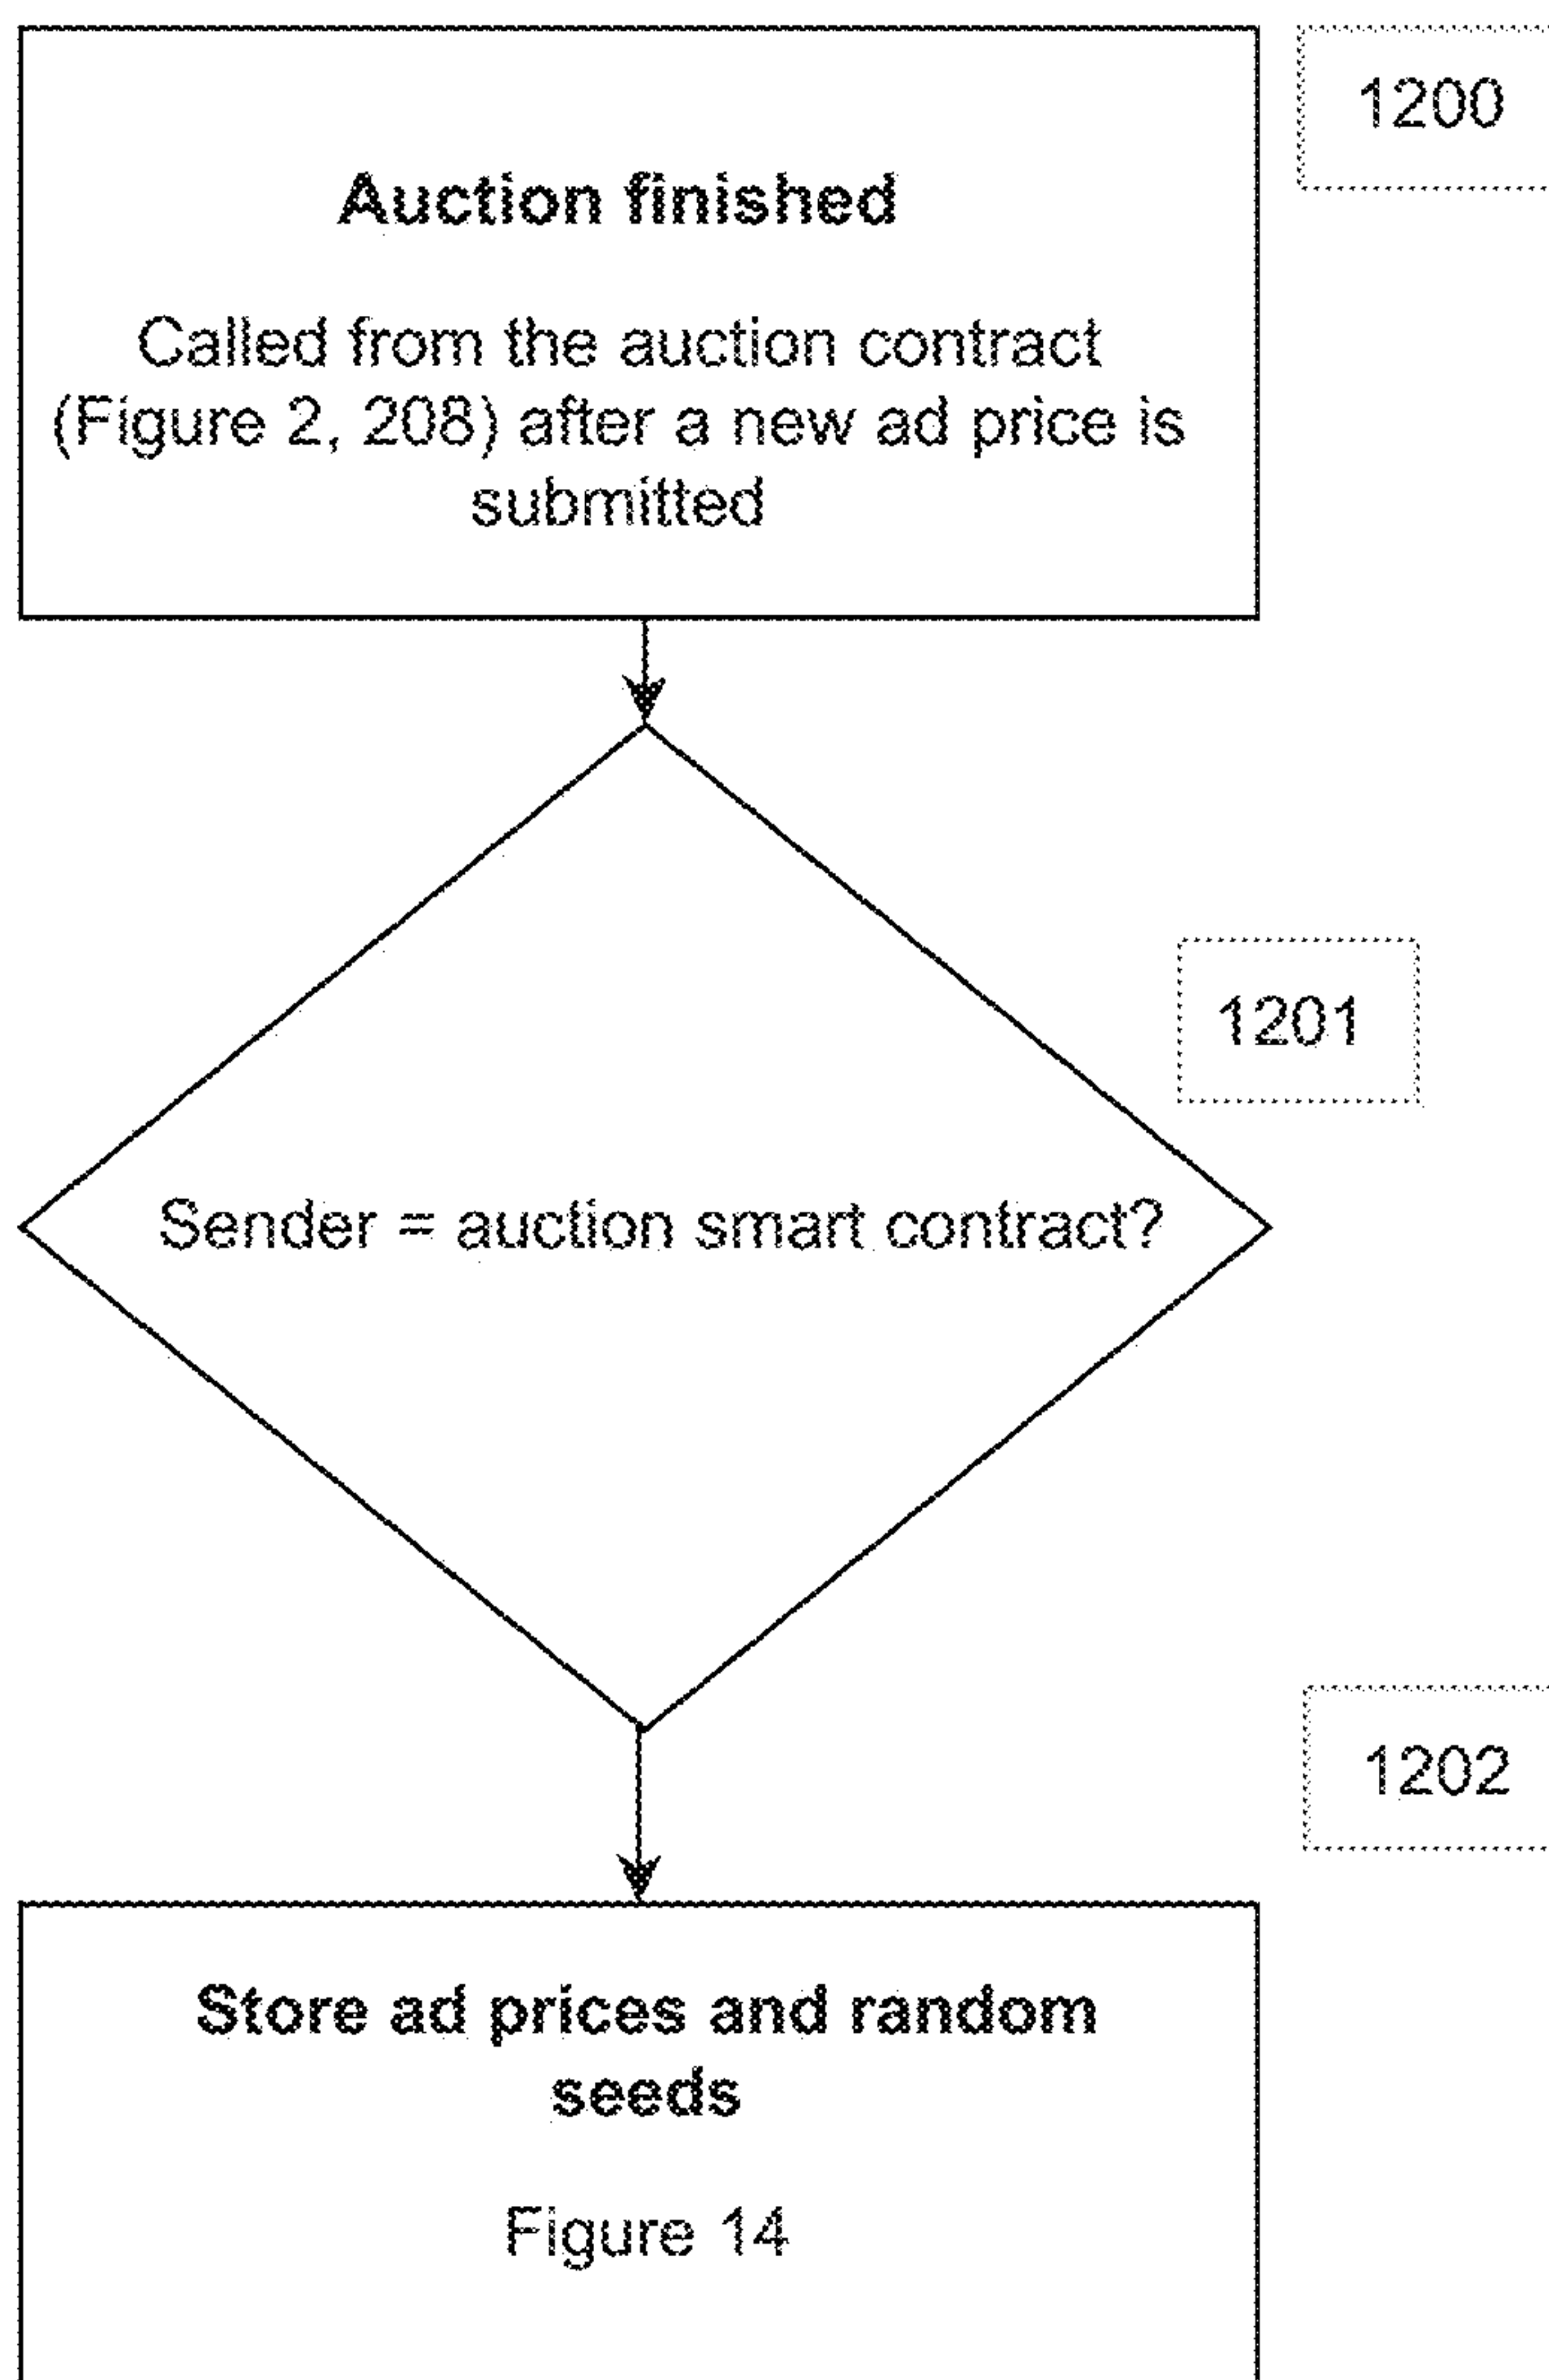 1200
Auction finished
Called from the auction contract
(Figure 2, 208) after a new ad price is
submitted
1201
Sender = auction smart contract?
1202
Store ad prices and random
seeds
Figure 14